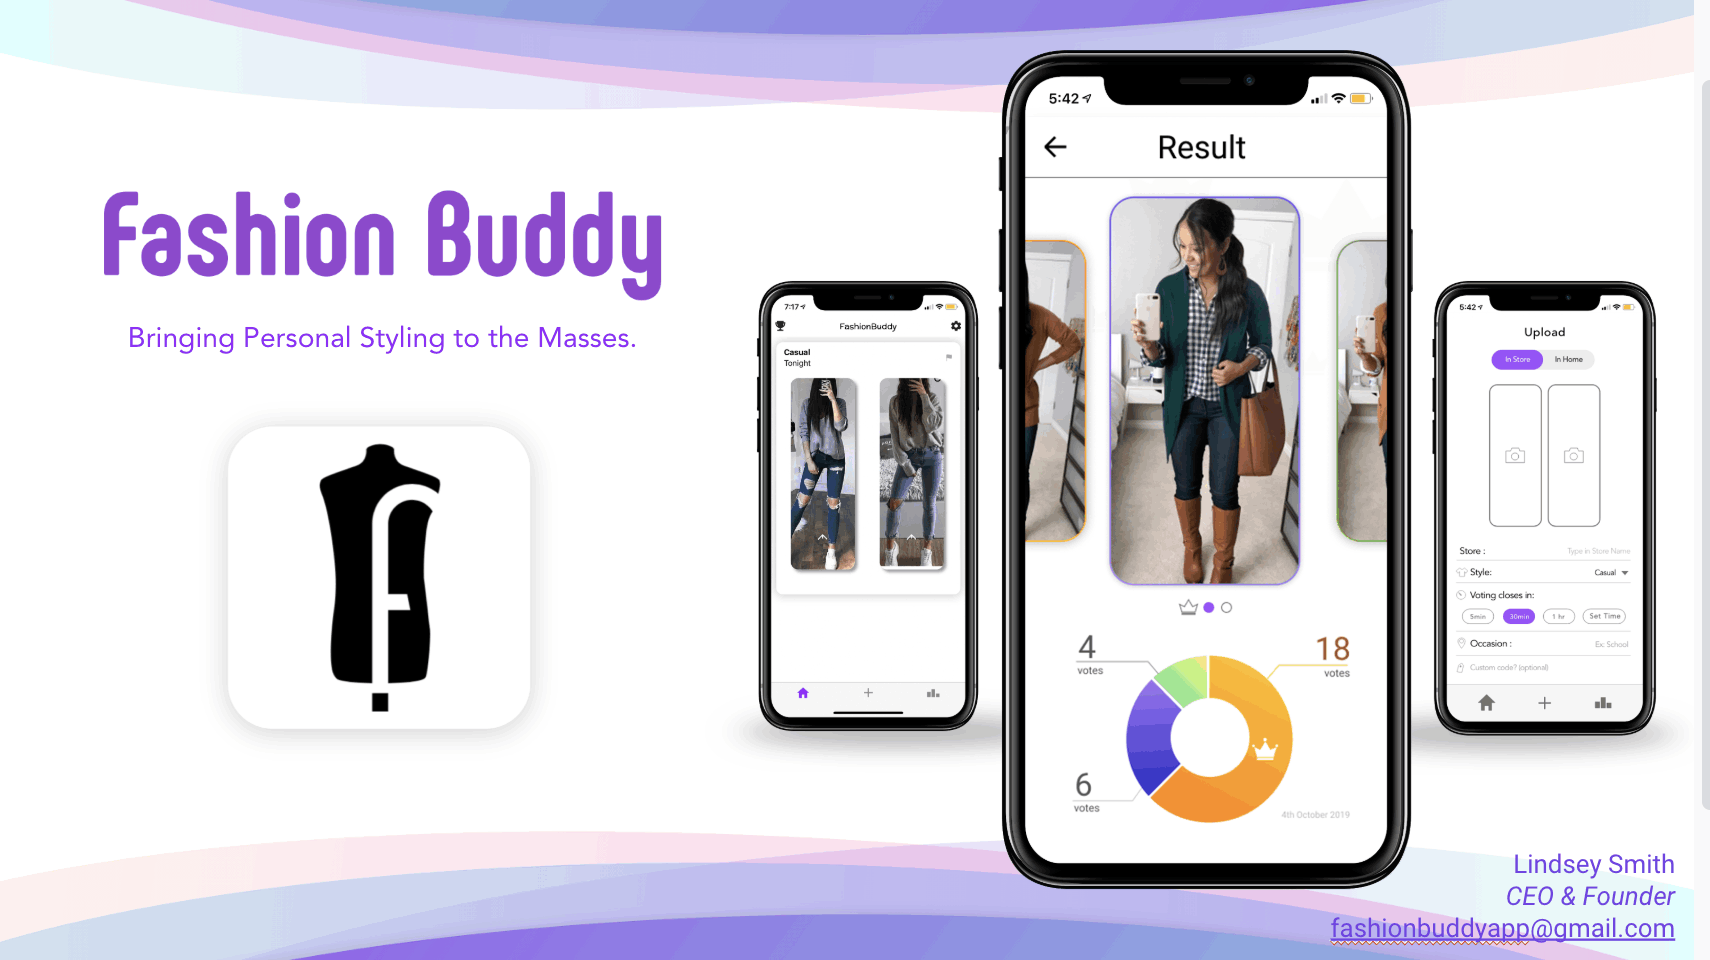 Fashion Buddy
Bringing Personal Styling to the Masses.
7:17
FashionBuddy
Casual
Tonight
5:42
Result
4
votes
18
votes
6
votes
4th October 2019
5:42
Upload
In Store
In Home
Store :
Type in Store Name
Style:
Casual
Voting closes in:
5min
30min
1 hr
Set Time
Occasion :
Ex: School
Custom code? (optional)
Lindsey Smith
CEO & Founder
fashionbuddyapp@gmail.com